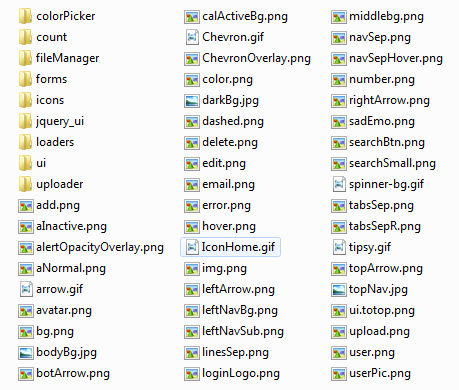 colorPicker
count
fileManager
forms
icons
jquery_ui
loaders
ui
uploader
add.png
aInactive.png
alertOpacityOverlay.png
aNormal.png
arrow.gif
avatar.png
bg.png
bodyBg.jpg
botArrow.png
calActiveBg.png
Chevron.gif
ChevronOverlay.png
color.png
darkBg.jpg
dashed.png
delete.png
edit.png
email.png
error.png
hover.png
IconHome.gif
img.png
leftArrow.png
leftNavBg.png
leftNavSub.png
linesSep.png
loginLogo.png
middlebg.png
navSep.png
navSepHover.png
number.png
rightArrow.png
sadEmo.png
searchBtn.png
searchSmall.png
spinner-bg.gif
tabsSep.png
tabsSepR.png
tipsy.gif
topArrow.png
topNav.jpg
ui.totop.png
upload.png
user.png
userPic.png